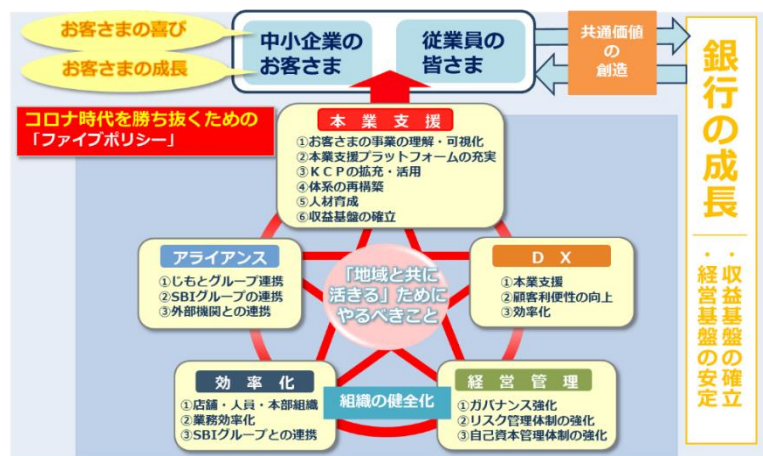 お客さまの喜び
お客さまの成長
中小企業の
お客さま
従業員の
皆さま
共通価値
の
創造
銀行の成長
・収益基盤の確立
・経営基盤の安定
コロナ時代を勝ち抜くための
「ファイブポリシー」
本業支援
①お客さまの事業の理解・可視化
②本業支援プラットフォームの充実
③ＫＣＰの拡充・活用
④体系の再構築
⑤人材育成
⑥収益基盤の確立
アライアンス
①じもとグループ連携
②SBIグループの連携
③外部機関との連携
「地域と共に
活きる」ために
やるべきこと
ＤＸ
①本業支援
②顧客利便性の向上
③効率化
効率化
①店舗・人員・本部組織
②業務効率化
③SBIグループとの連携
組織の健全化
経営管理
①ガバナンス強化
②リスク管理体制の強化
③自己資本管理体制の強化